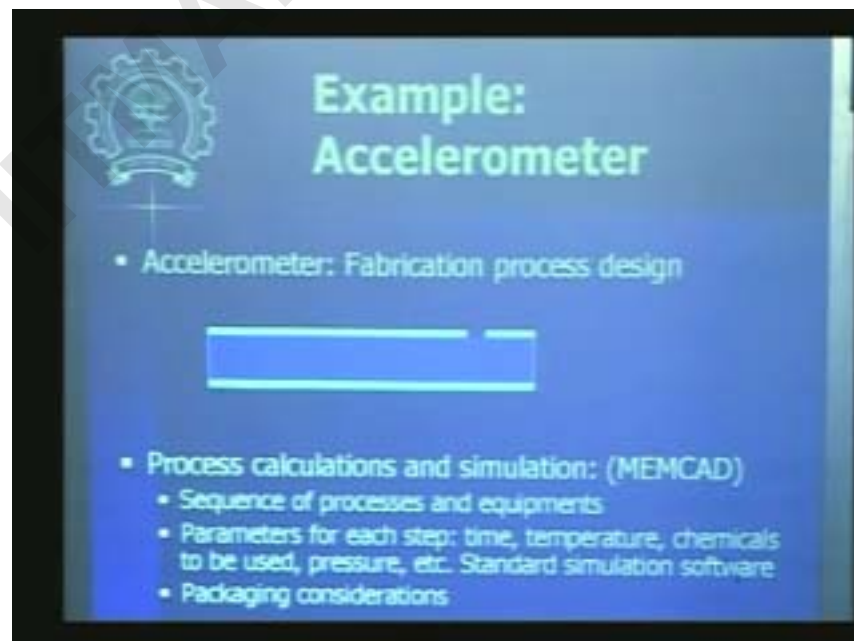 Example:
Accelerometer
▪ Accelerometer: Fabrication process design
▪ Process calculations and simulation: (MEMCAD)
▪ Sequence of processes and equipments
▪ Parameters for each step: time, temperature, chemicals
to be used, pressure, etc. Standard simulation software
▪ Packaging considerations